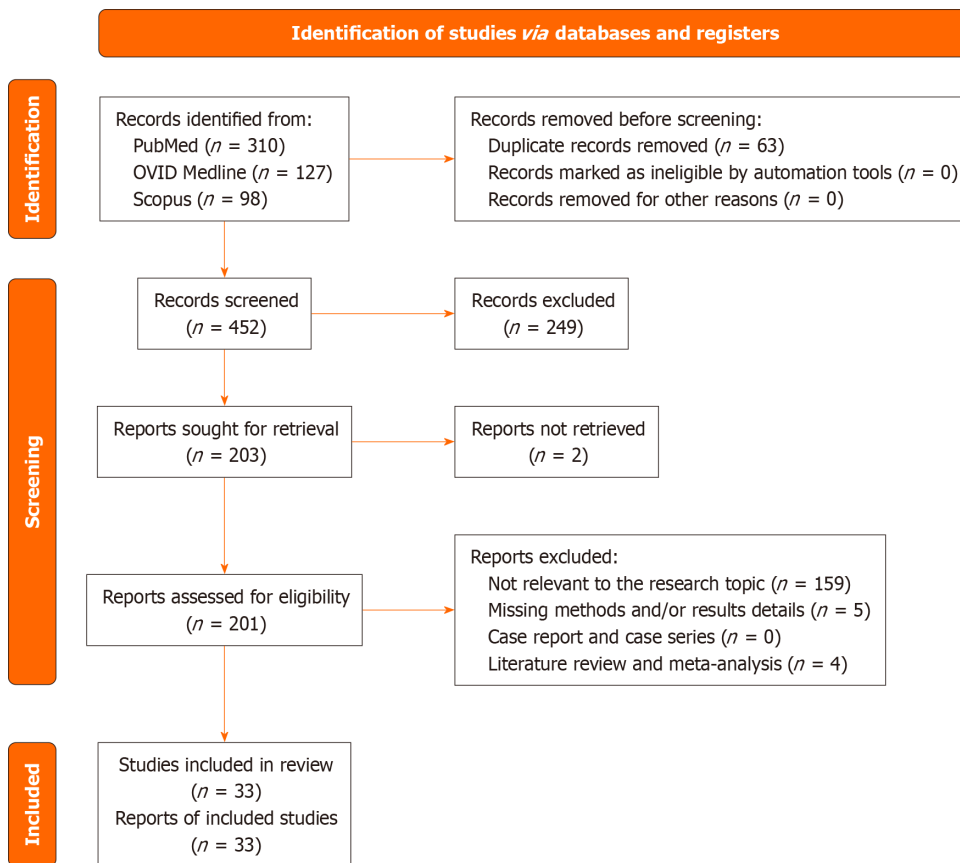 Identification of studies via databases and registers
Identification
Records identified from:
PubMed (n = 310)
OVID Medline (n = 127)
Scopus (n = 98)
Records removed before screening:
Duplicate records removed (n = 63)
Records marked as ineligible by automation tools (n = 0)
Records removed for other reasons (n = 0)
Screening
Records screened
(n = 452)
Records excluded
(n = 249)
Reports sought for retrieval
(n = 203)
Reports not retrieved
(n = 2)
Reports assessed for eligibility
(n = 201)
Reports excluded:
Not relevant to the research topic (n = 159)
Missing methods and/or results details (n = 5)
Case report and case series (n = 0)
Literature review and meta-analysis (n = 4)
Included
Studies included in review
(n = 33)
Reports of included studies
(n = 33)